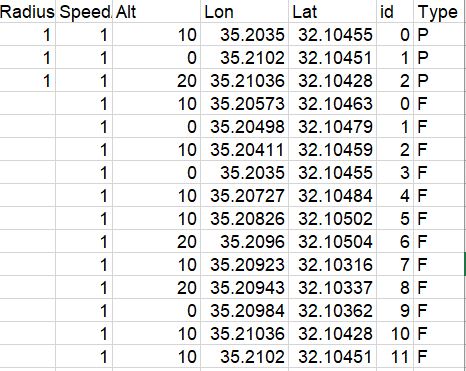 Radius Speed Alt Lon Lat id Type
1 1 10 35.2035 32.10455 0 P
1 1 0 35.2102 32.10451 1 P
1 1 20 35.21036 32.10428 2 P
1 10 35.20573 32.10463 0 F
1 0 35.20498 32.10479 1 F
1 10 35.20411 32.10459 2 F
1 0 35.2035 32.10455 3 F
1 10 35.20727 32.10484 4 F
1 10 35.20826 32.10502 5 F
1 20 35.2096 32.10504 6 F
1 10 35.20923 32.10316 7 F
1 20 35.20943 32.10337 8 F
1 0 35.20984 32.10362 9 F
1 10 35.21036 32.10428 10 F
1 10 35.2102 32.10451 11 F